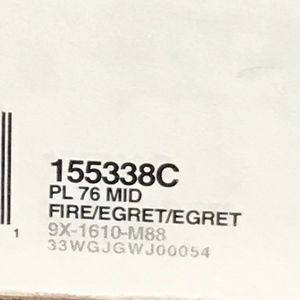 155338C
PL 76 MID
FIRE/EGRET/EGRET
9X-1610-M88
33WGJGWJ00054
1